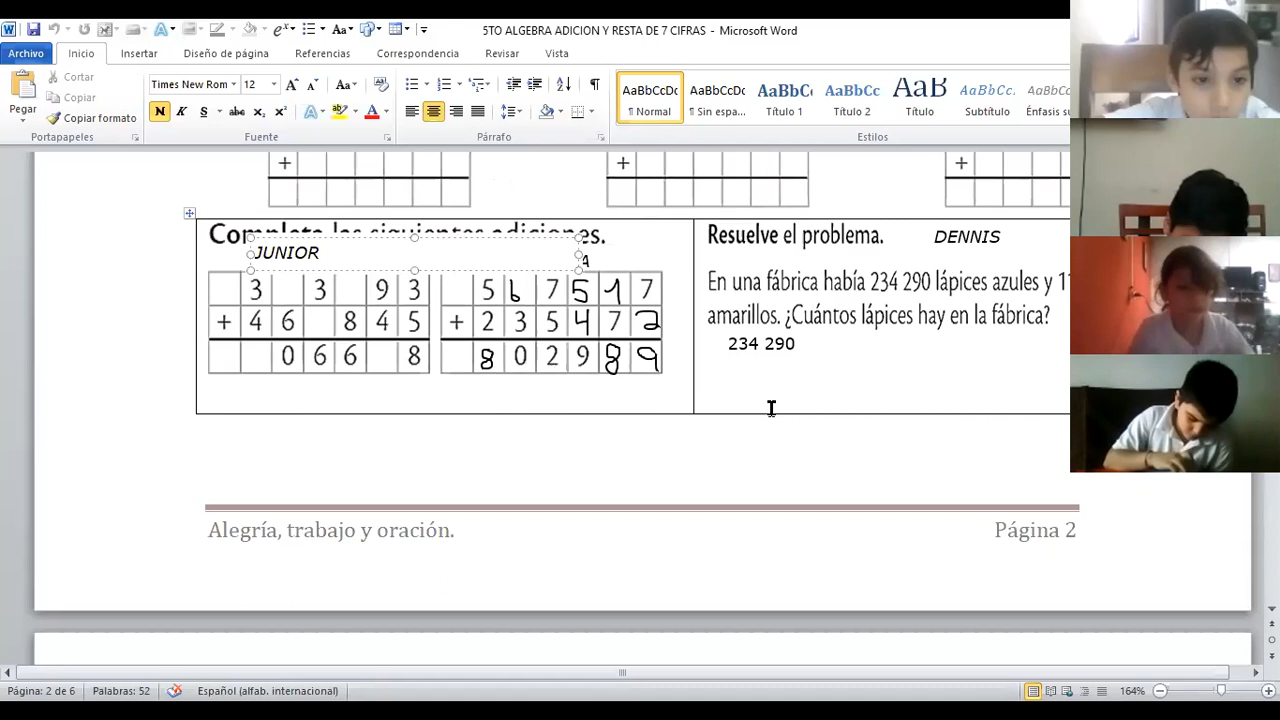 5TO ALGEBRA ADICION Y RESTA DE 7 CIFRAS - Microsoft Word
Archivo Inicio Insertar Diseño de página Referencias Correspondencia Revisar Vista
Pegar
Cortar
Copiar
Copiar formato
Portapapeles
Times New Rom 12
Fuente
Párrafo
AaBbCcDc AaBbCcDc AaBbC AaBbCc AaB AaBbCc. AaBbCcD
¶ Normal ¶ Sin espa... Título 1 Título 2 Título Subtítulo Énfasis s
Estilos
+ + +
Completa las siguientes adiciones.
JUNIOR
A
3 3 9 3
+ 4 6 8 4 5
0 6 6 8
5 6 7 5 1 7
+ 2 3 5 4 7 2
8 0 2 9 8 9
Resuelve el problema. DENNIS
En una fábrica había 234 290 lápices azules y 1
amarillos. ¿Cuántos lápices hay en la fábrica?
234 290
Alegría, trabajo y oración. Página 2
Página: 2 de 6 Palabras: 52 Español (alfab. internacional) 164%